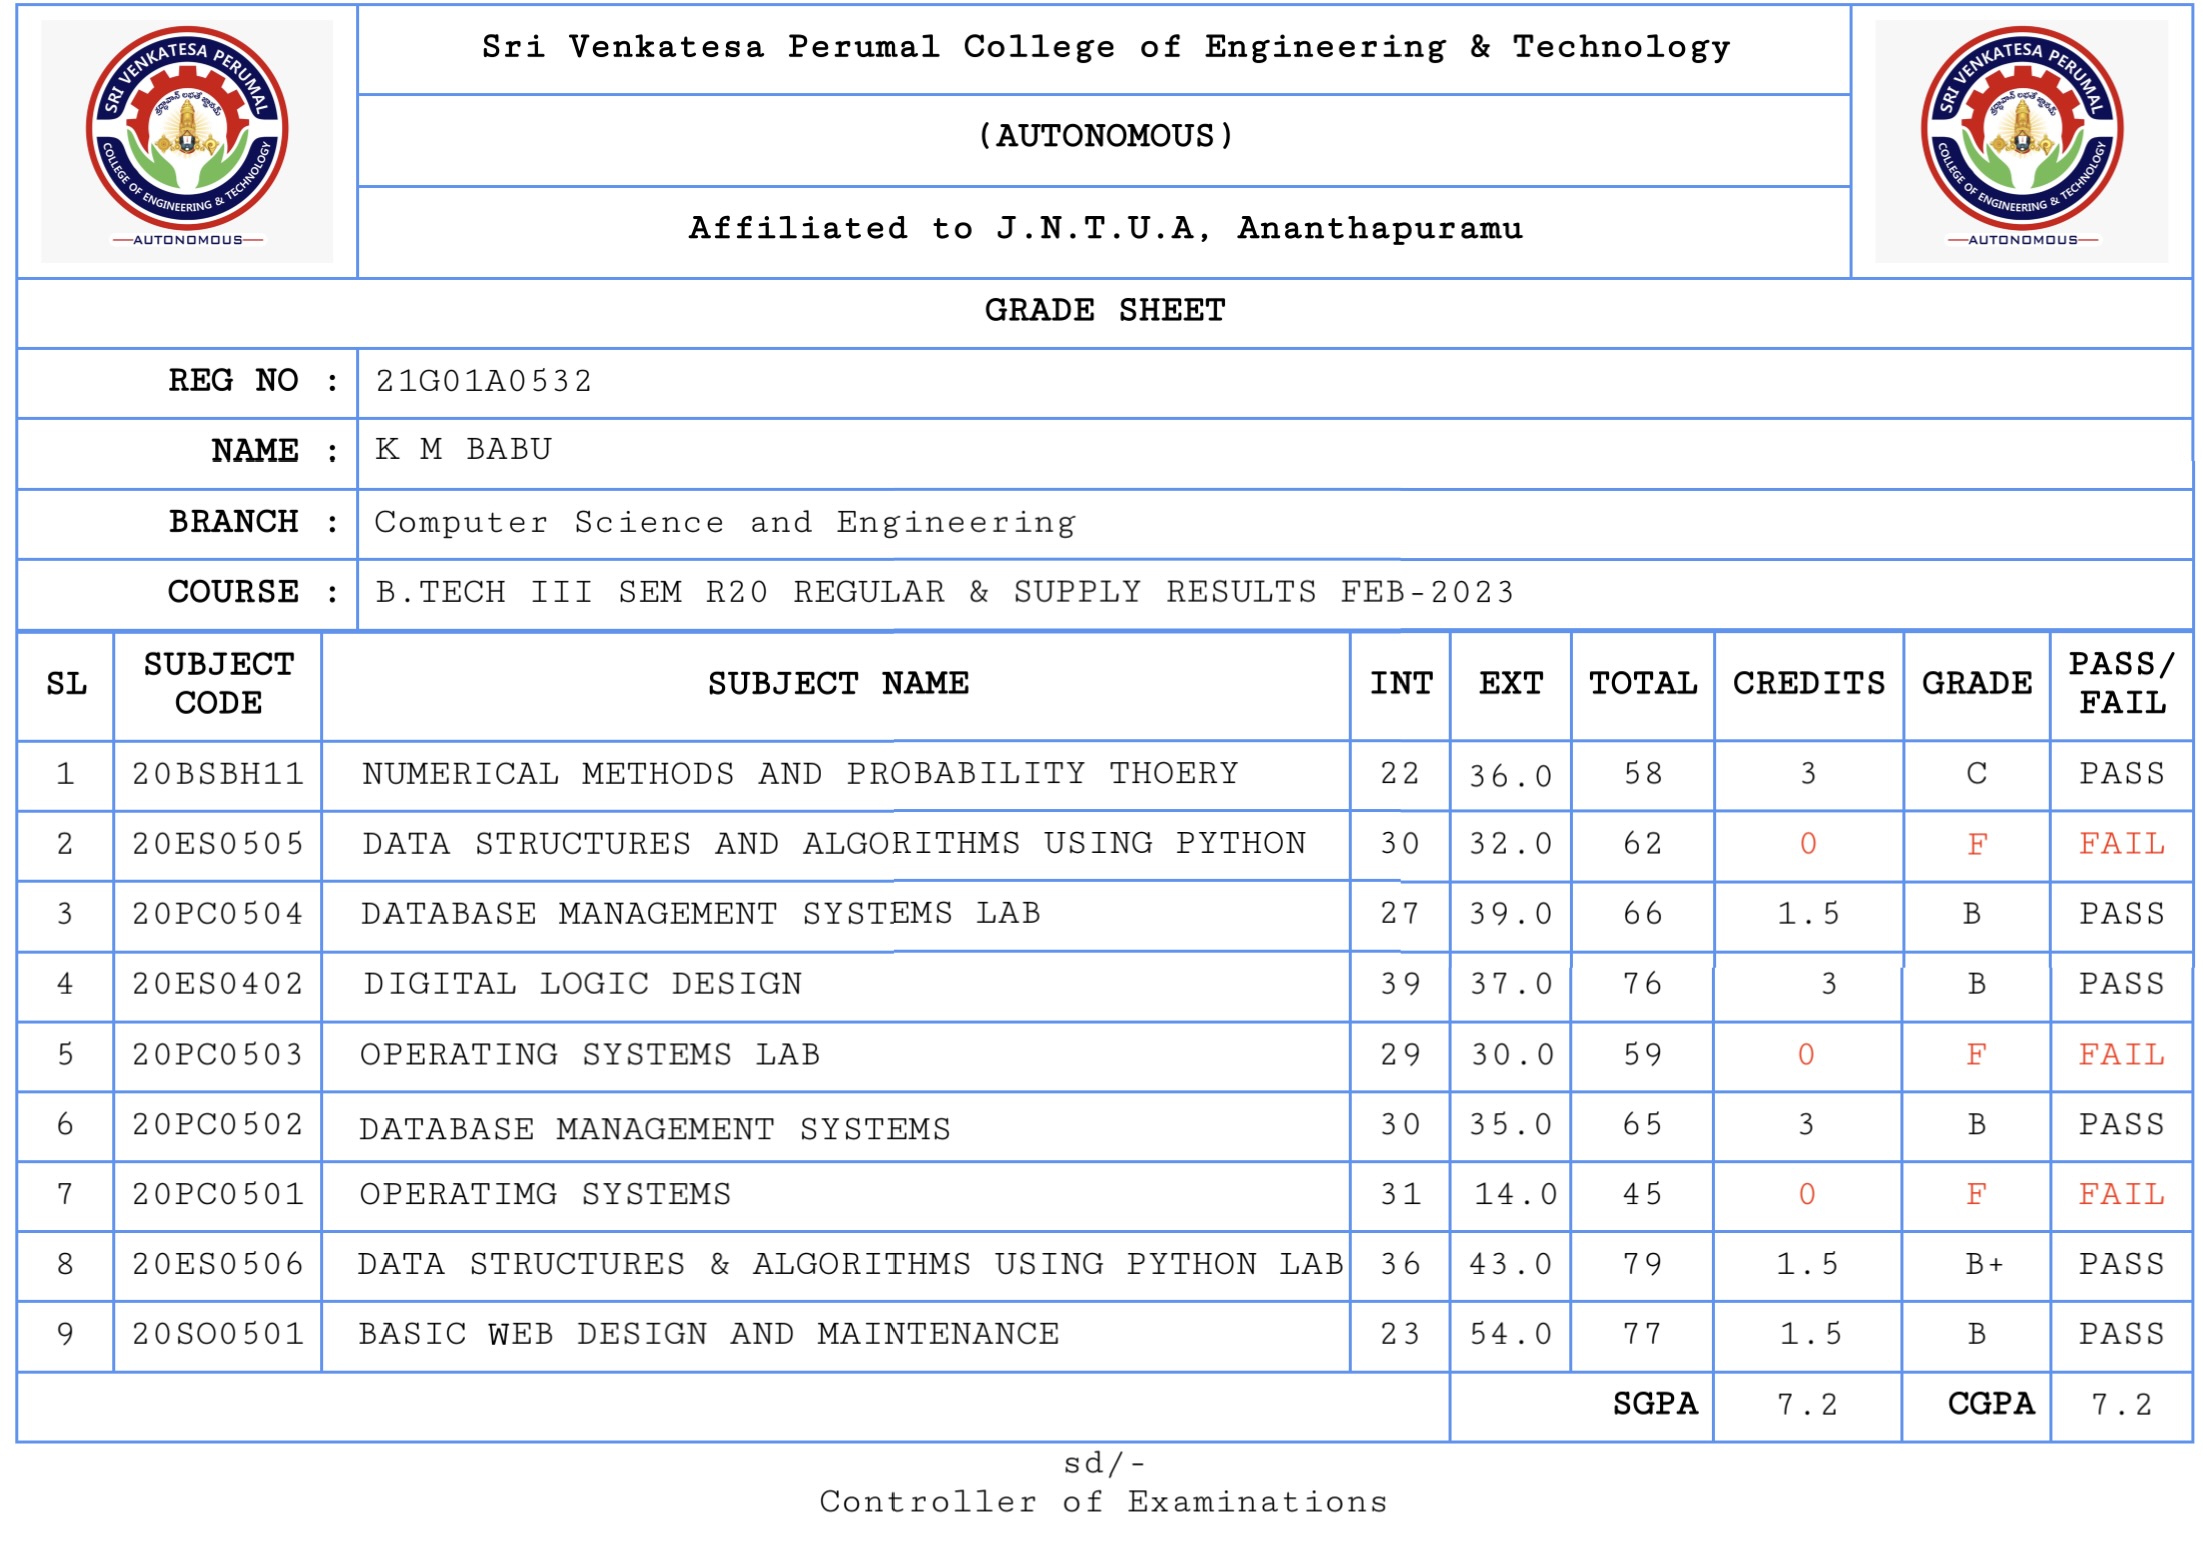 SRI VENKATESA PERUMAL
COLLEGE OF ENGINEERING & TECHNOLOGY
AUTONOMOUS
Sri Venkatesa Perumal College of Engineering & Technology
(AUTONOMOUS)
Affiliated to J.N.T.U.A, Ananthapuramu
SRI VENKATESA PERUMAL
COLLEGE OF ENGINEERING & TECHNOLOGY
AUTONOMOUS
GRADE SHEET
REG NO : 21G01A0532
NAME : K M BABU
BRANCH : Computer Science and Engineering
COURSE : B.TECH III SEM R20 REGULAR & SUPPLY RESULTS FEB-2023
SL SUBJECT CODE SUBJECT NAME INT EXT TOTAL CREDITS GRADE PASS/ FAIL
1 20BSBH11 NUMERICAL METHODS AND PROBABILITY THOERY 22 36.0 58 3 C PASS
2 20ES0505 DATA STRUCTURES AND ALGORITHMS USING PYTHON 30 32.0 62 0 F FAIL
3 20PC0504 DATABASE MANAGEMENT SYSTEMS LAB 27 39.0 66 1.5 B PASS
4 20ES0402 DIGITAL LOGIC DESIGN 39 37.0 76 3 B PASS
5 20PC0503 OPERATING SYSTEMS LAB 29 30.0 59 0 F FAIL
6 20PC0502 DATABASE MANAGEMENT SYSTEMS 30 35.0 65 3 B PASS
7 20PC0501 OPERATIMG SYSTEMS 31 14.0 45 0 F FAIL
8 20ES0506 DATA STRUCTURES & ALGORITHMS USING PYTHON LAB 36 43.0 79 1.5 B+ PASS
9 20SO0501 BASIC WEB DESIGN AND MAINTENANCE 23 54.0 77 1.5 B PASS
SGPA 7.2 CGPA 7.2
sd/-
Controller of Examinations